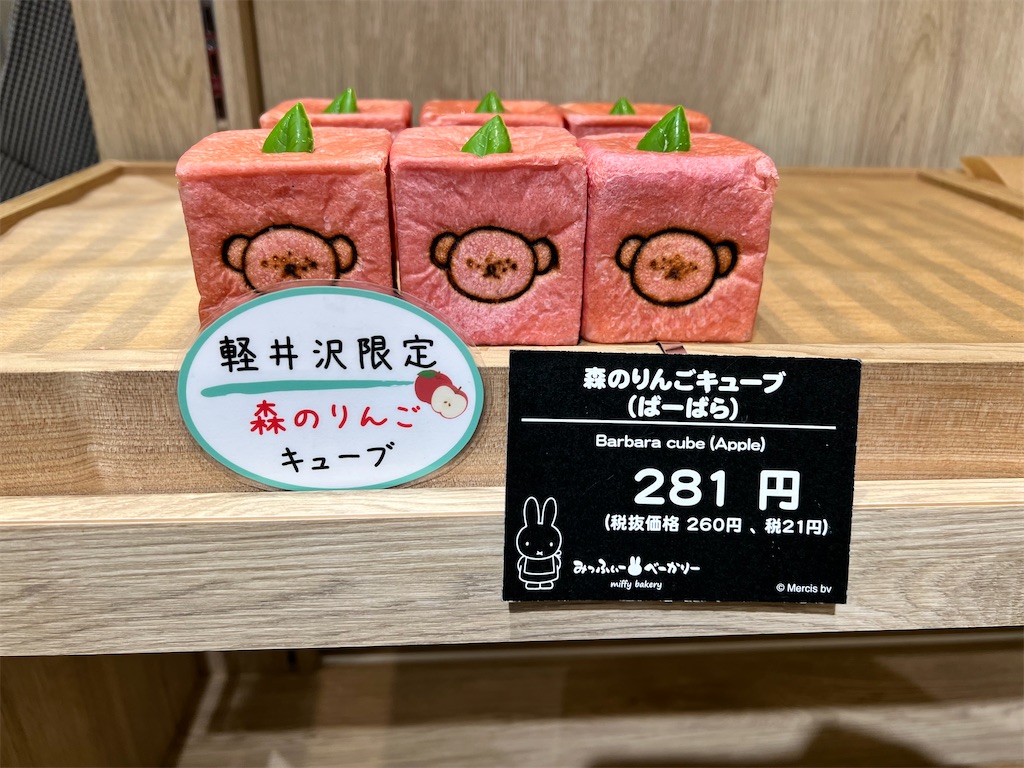 軽井沢限定
森のりんご
キューブ
森のりんごキューブ
(ばーばら)
Barbara cube (Apple)
281 円
(税抜価格 260円 、税21円)
みっふぃーべーかりー
miffy bakery
© Mercis bv